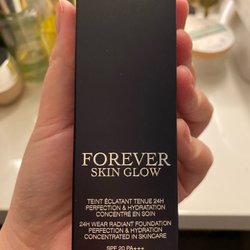 FOREVER
SKIN GLOW
TEINT ÉCLATANT TENUE 24H
PERFECTION & HYDRATATION
CONCENTRÉ EN SOIN
24H WEAR RADIANT FOUNDATION
PERFECTION & HYDRATION
CONCENTRATED IN SKINCARE
SPF 20 PA+++